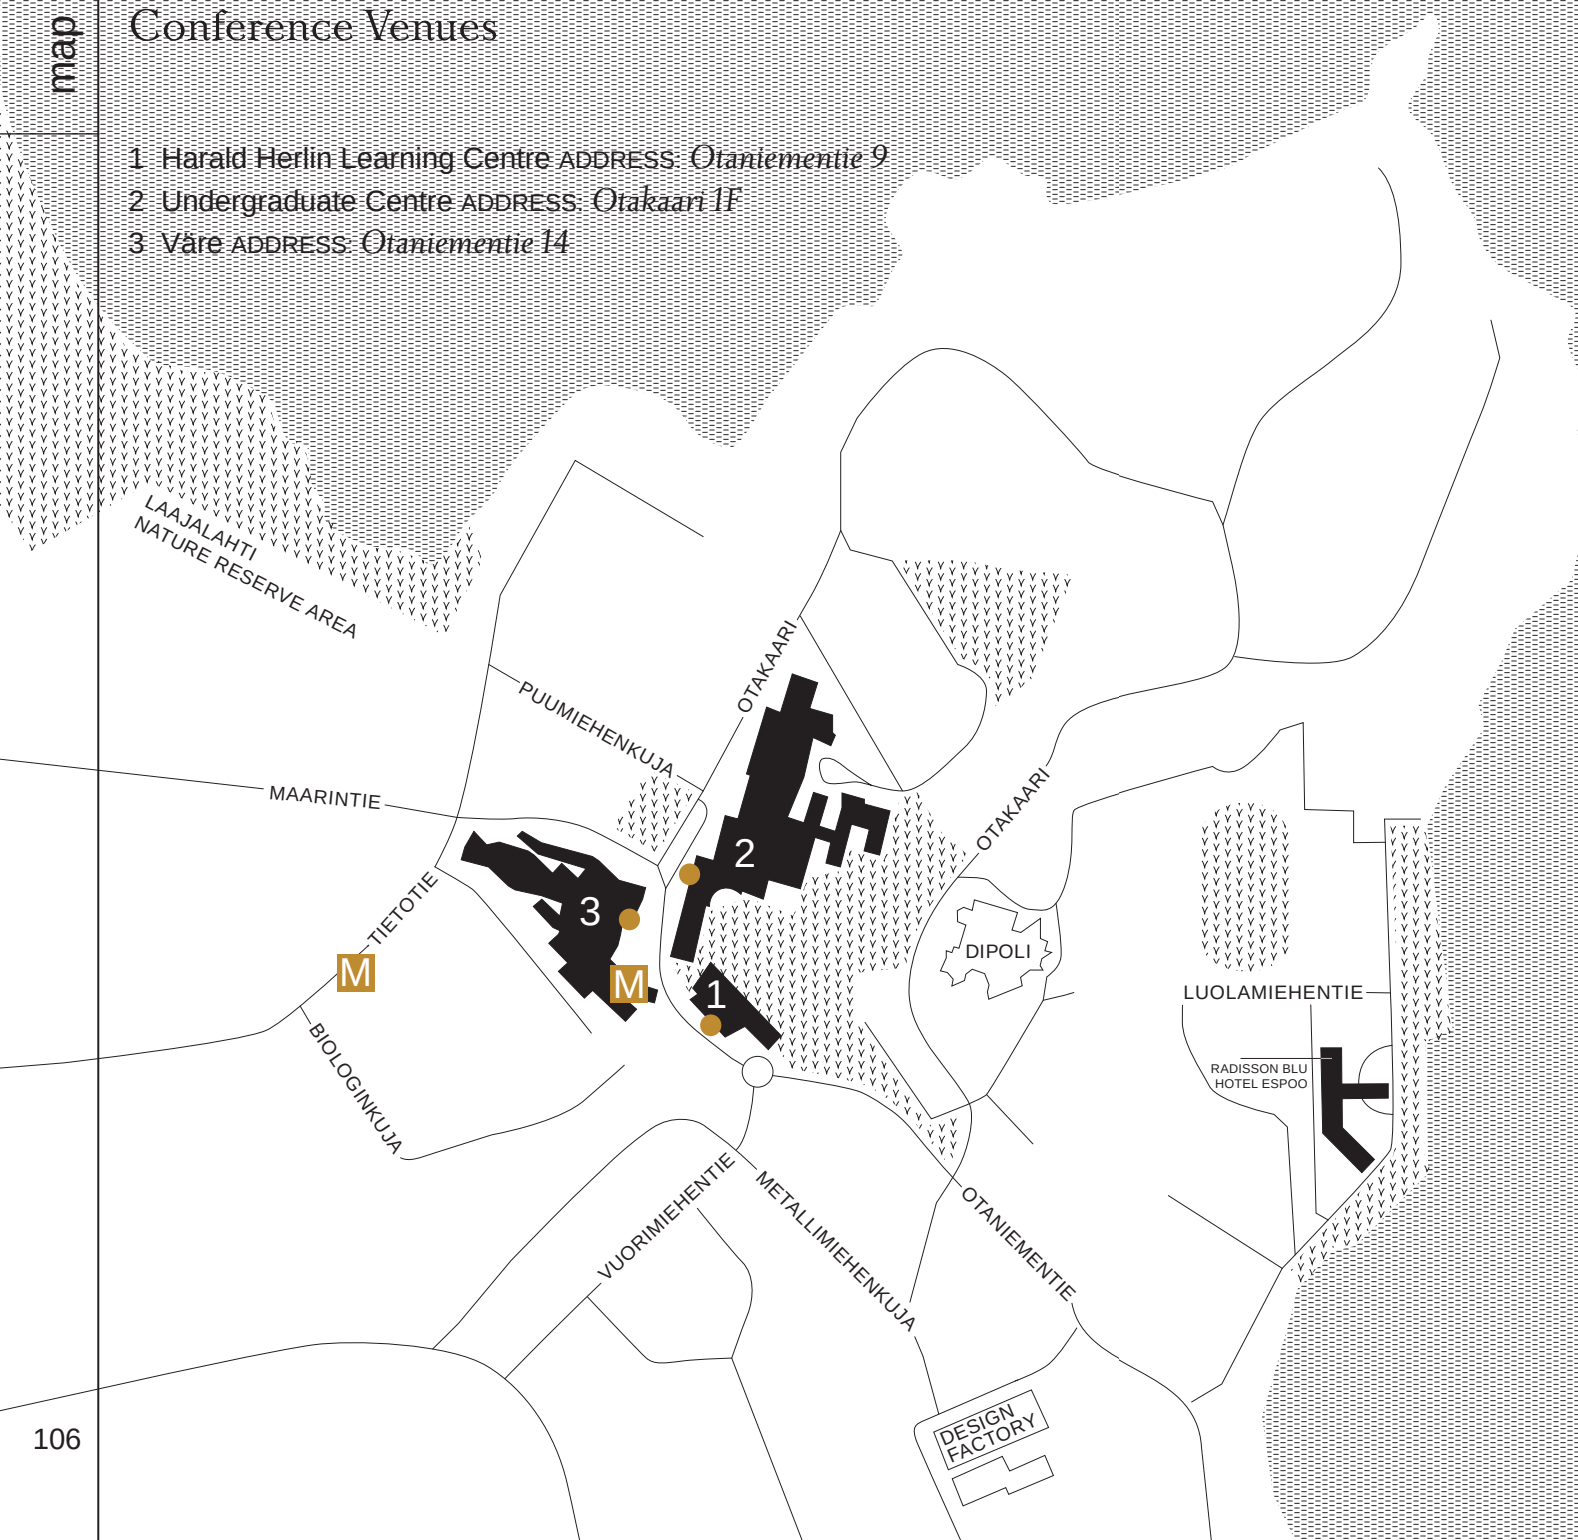 map
Conference Venues
1 Harald Herlin Learning Centre ADDRESS: Otaniementie 9
2 Undergraduate Centre ADDRESS: Otakaari 1F
3 Väre ADDRESS: Otaniementie 14
LAAJALAHTI
NATURE RESERVE AREA
OTAKAARI
PUUMIEHENKUJA
MAARINTIE
OTAKAARI
2
TIETOTIE
3
DIPOLI
M
M
1
LUOLAMIEHENTIE
BIOLOGINKUJA
RADISSON BLU
HOTEL ESPOO
VUORIMIEHENTIE
METALLIMIEHENKUJA
OTANIEMENTIE
DESIGN
FACTORY
106